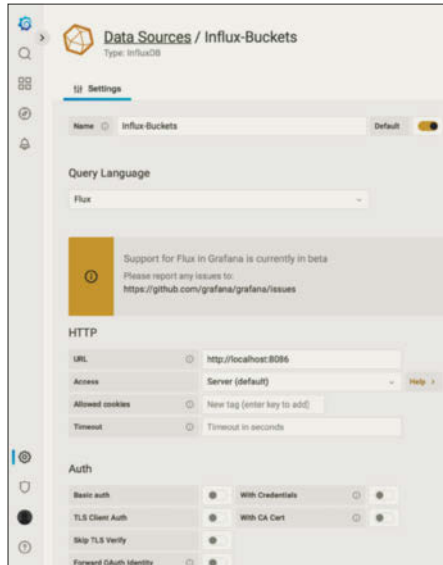 Data Sources / Influx-Buckets
Type: InfluxDB
Settings
Name Influx-Buckets Default
Query Language
Flux
Support for Flux in Grafana is currently in beta
Please report any issues to:
https://github.com/grafana/grafana/issues
HTTP
URL http://localhost:8086
Access Server (default) Help >
Allowed cookies New tag (enter key to add)
Timeout Timeout in seconds
Auth
Basic auth With Credentials
TLS Client Auth With CA Cert
Skip TLS Verify
Forward OAuth Identity